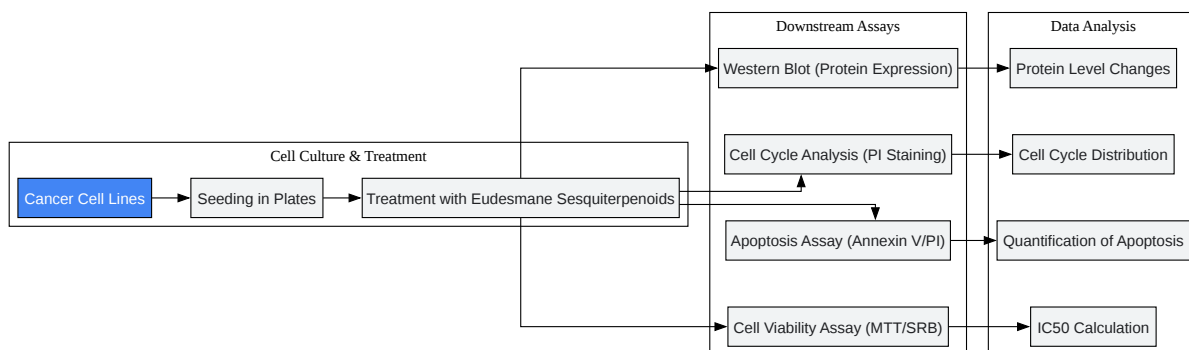 Downstream Assays
Data Analysis
Western Blot (Protein Expression)
Protein Level Changes
Cell Culture & Treatment
Cell Cycle Analysis (PI Staining)
Cell Cycle Distribution
Cancer Cell Lines
Seeding in Plates
Treatment with Eudesmane Sesquiterpenoids
Apoptosis Assay (Annexin V/PI)
Quantification of Apoptosis
Cell Viability Assay (MTT/SRB)
IC50 Calculation